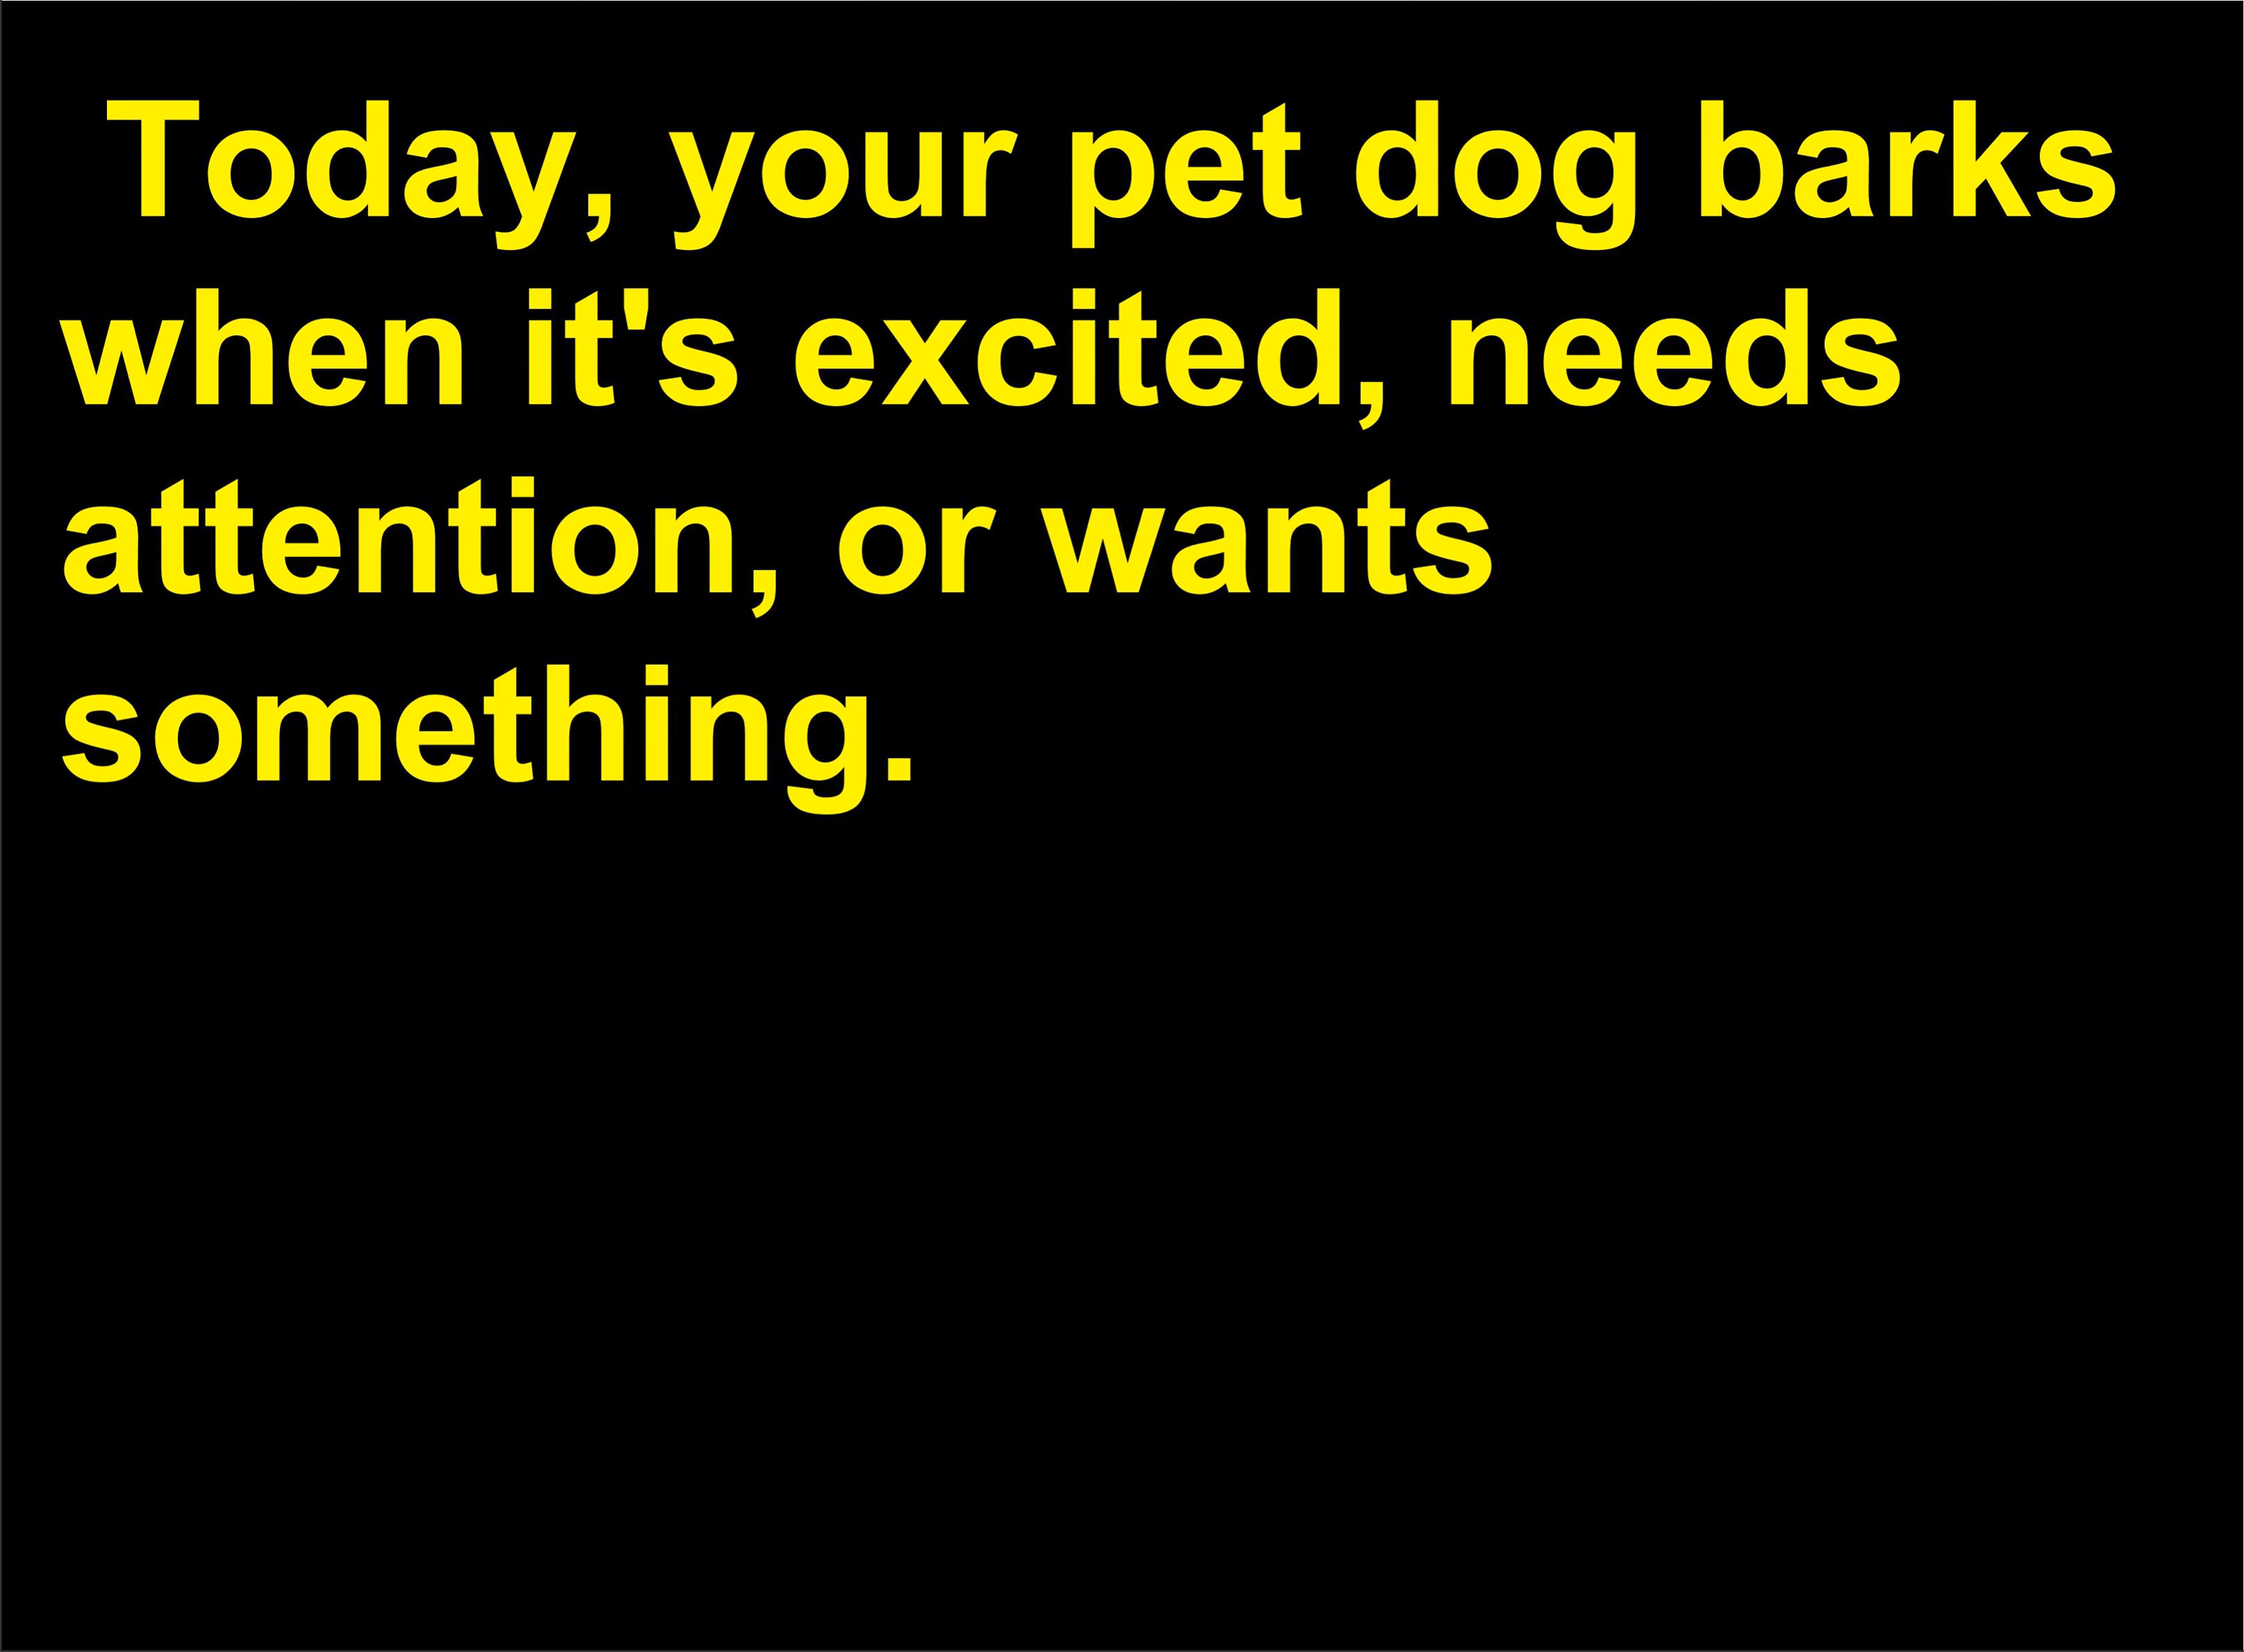 Today, your pet dog barks
when it's excited, needs
attention, or wants
something.